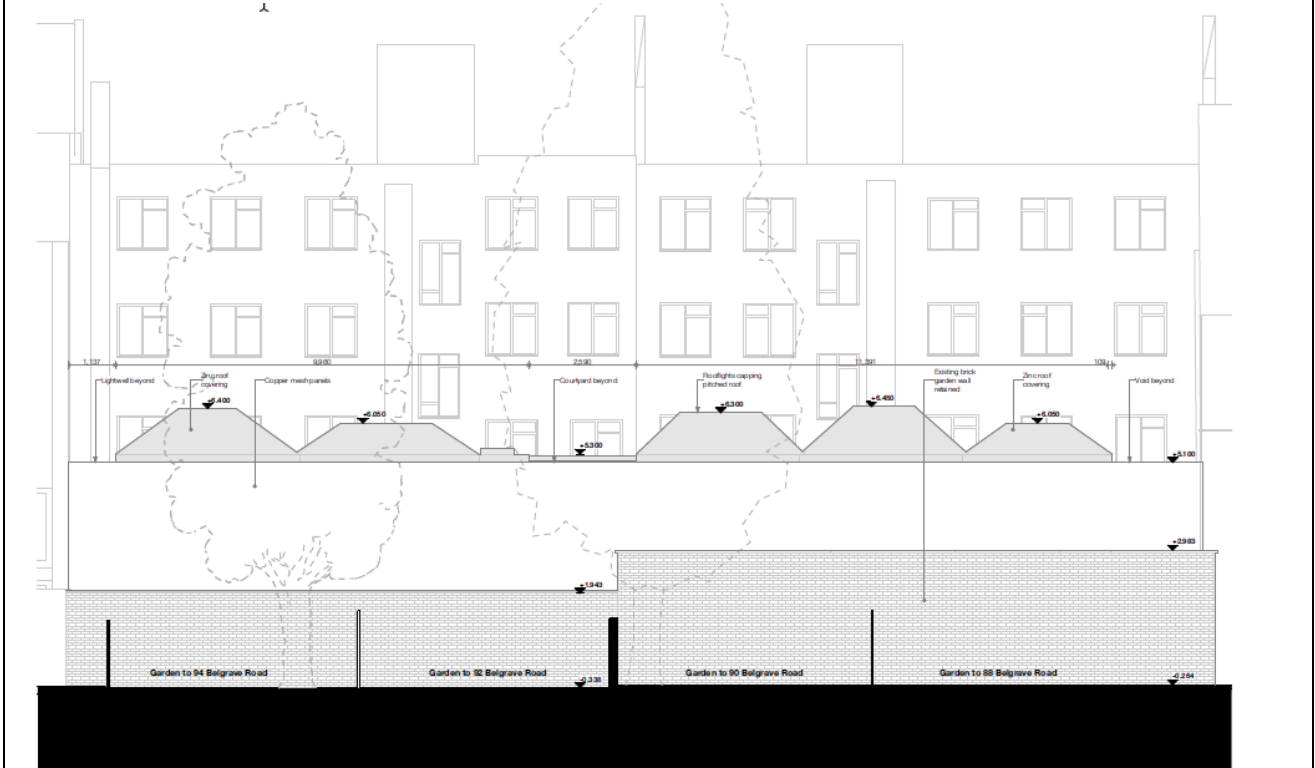 1,137
9,980
2,590
11,391
109
Lightwell beyond
Zinc roof
covering
Copper mesh panels
Courtyard beyond
Rooflights capping
pitched roof
Existing brick
garden wall
retained
Zinc roof
covering
Void beyond
+6.400
+6.050
+5.300
+6.300
+6.450
+6.050
+5.100
+2.983
+1.943
Garden to 94 Belgrave Road
Garden to 92 Belgrave Road
Garden to 90 Belgrave Road
Garden to 88 Belgrave Road
-0.338
-0.264